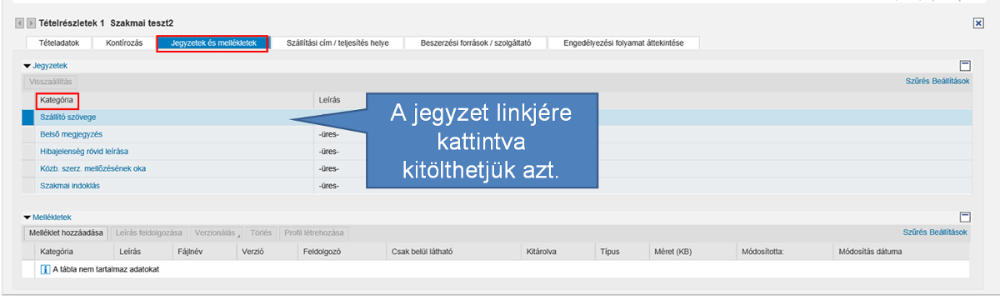 Tételrészletek 1 Szakmai teszt2
Tételadatok Kontírozás Jegyzetek és mellékletek Szállítási cím / teljesítés helye Beszerzési források / szolgáltató Engedélyezési folyamat áttekintése
Jegyzetek
Visszaállítás Szűrés Beállítások
Kategória Leírás
Szállító szövege
Belső megjegyzés -üres-
Hibajelenség rövid leírása -üres-
Közb. szerz. mellőzésének oka -üres-
Szakmai indoklás -üres-
A jegyzet linkjére
kattintva
kitölthetjük azt.
Mellékletek
Melléklet hozzáadása Leírás feldolgozása Verzionálás Törlés Profil létrehozása Szűrés Beállítások
Kategória Leírás Fájlnév Verzió Feldolgozó Csak belül látható Kitárolva Típus Méret (KB) Módosította: Módosítás dátuma
A tábla nem tartalmaz adatokat